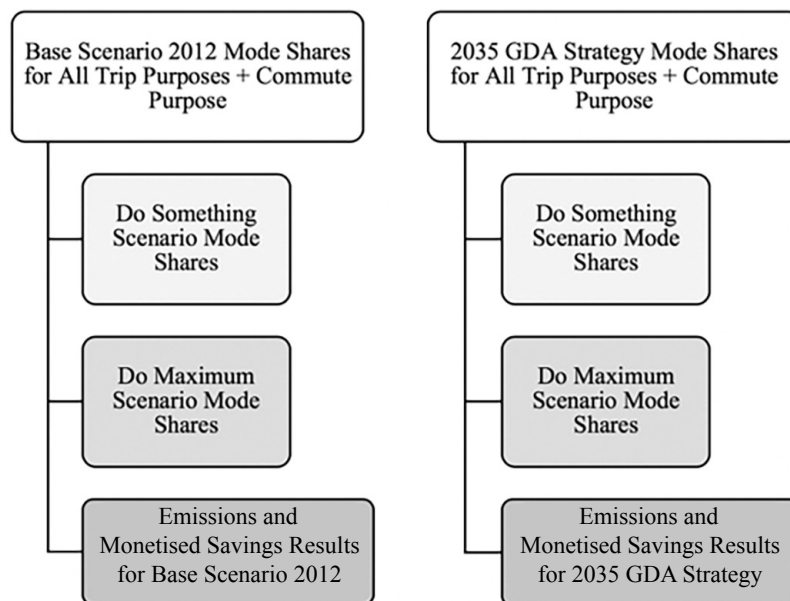 Base Scenario 2012 Mode Shares
for All Trip Purposes + Commute
Purpose
Do Something
Scenario Mode
Shares
Do Maximum
Scenario Mode
Shares
Emissions and
Monetised Savings Results
for Base Scenario 2012
2035 GDA Strategy Mode Shares
for All Trip Purposes + Commute
Purpose
Do Something
Scenario Mode
Shares
Do Maximum
Scenario Mode
Shares
Emissions and
Monetised Savings Results
for 2035 GDA Strategy